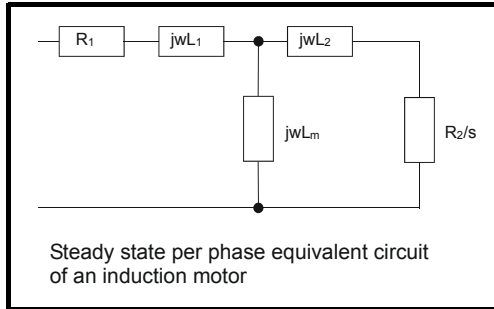 R₁ jwL₁ jwL₂
jwLₘ R₂/s
Steady state per phase equivalent circuit
of an induction motor